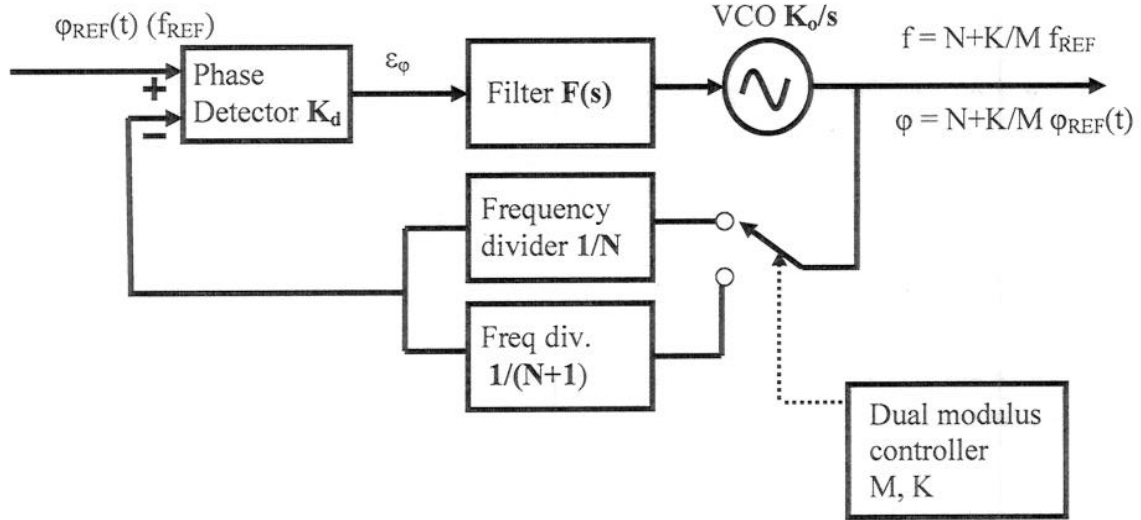 φREF(t) (fREF)
+
−
Phase
Detector Kd
εφ
Filter F(s)
VCO Ko/s
f = N+K/M fREF
φ = N+K/M φREF(t)
Frequency
divider 1/N
Freq div.
1/(N+1)
Dual modulus
controller
M, K